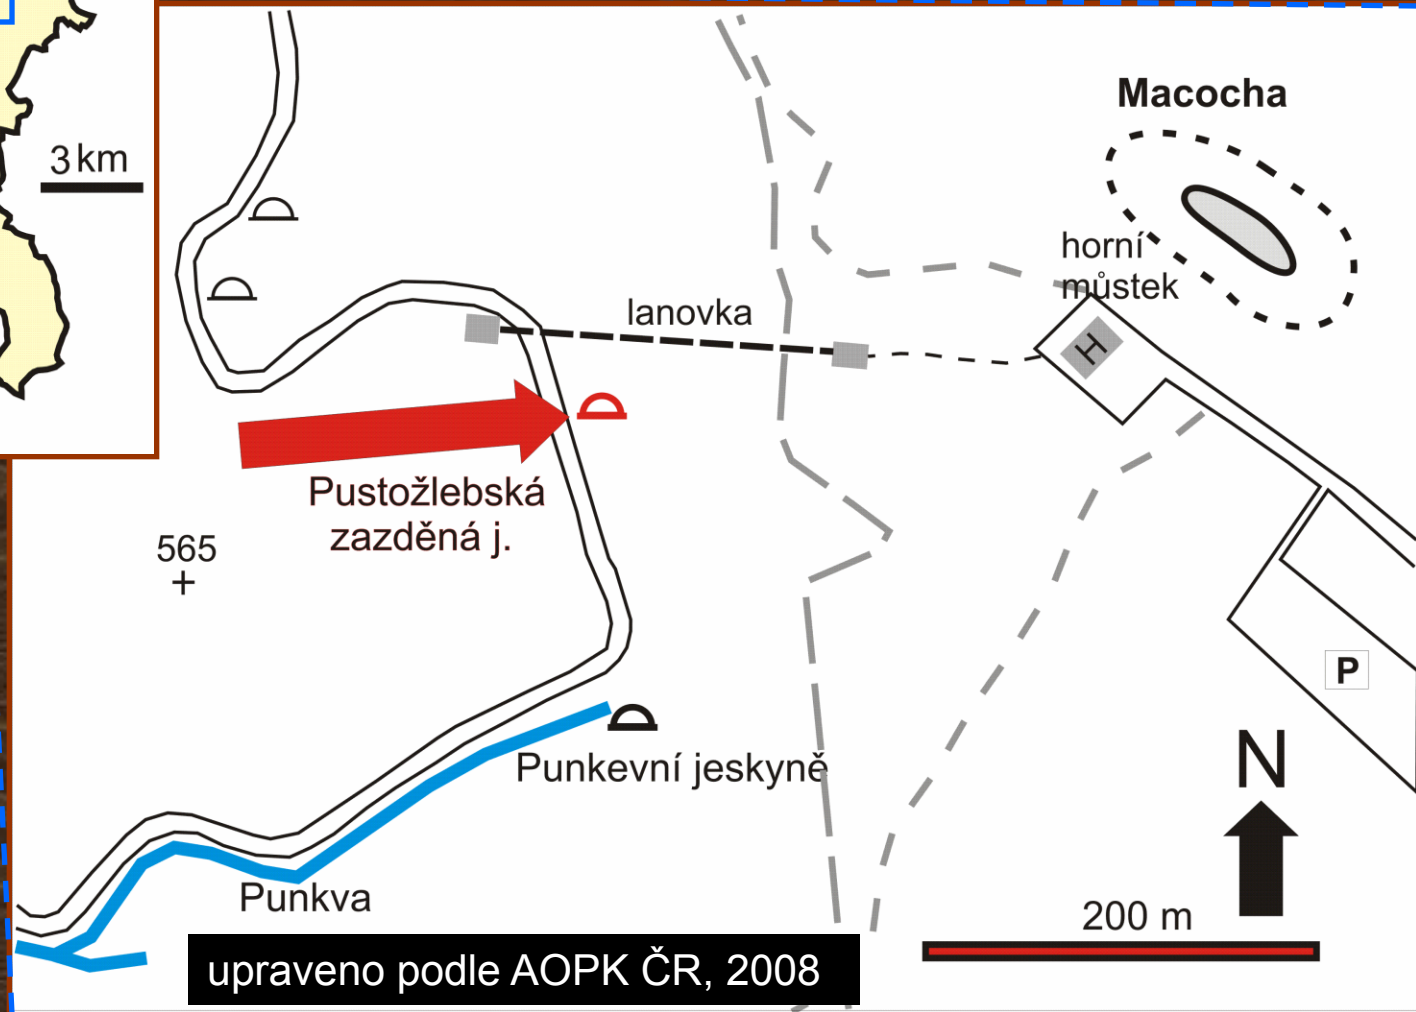 3 km
Macocha
horní
můstek
lanovka
H
Pustožlebská
zazděná j.
565
P
Punkevní jeskyně
N
Punkva
200 m
upraveno podle AOPK ČR, 2008